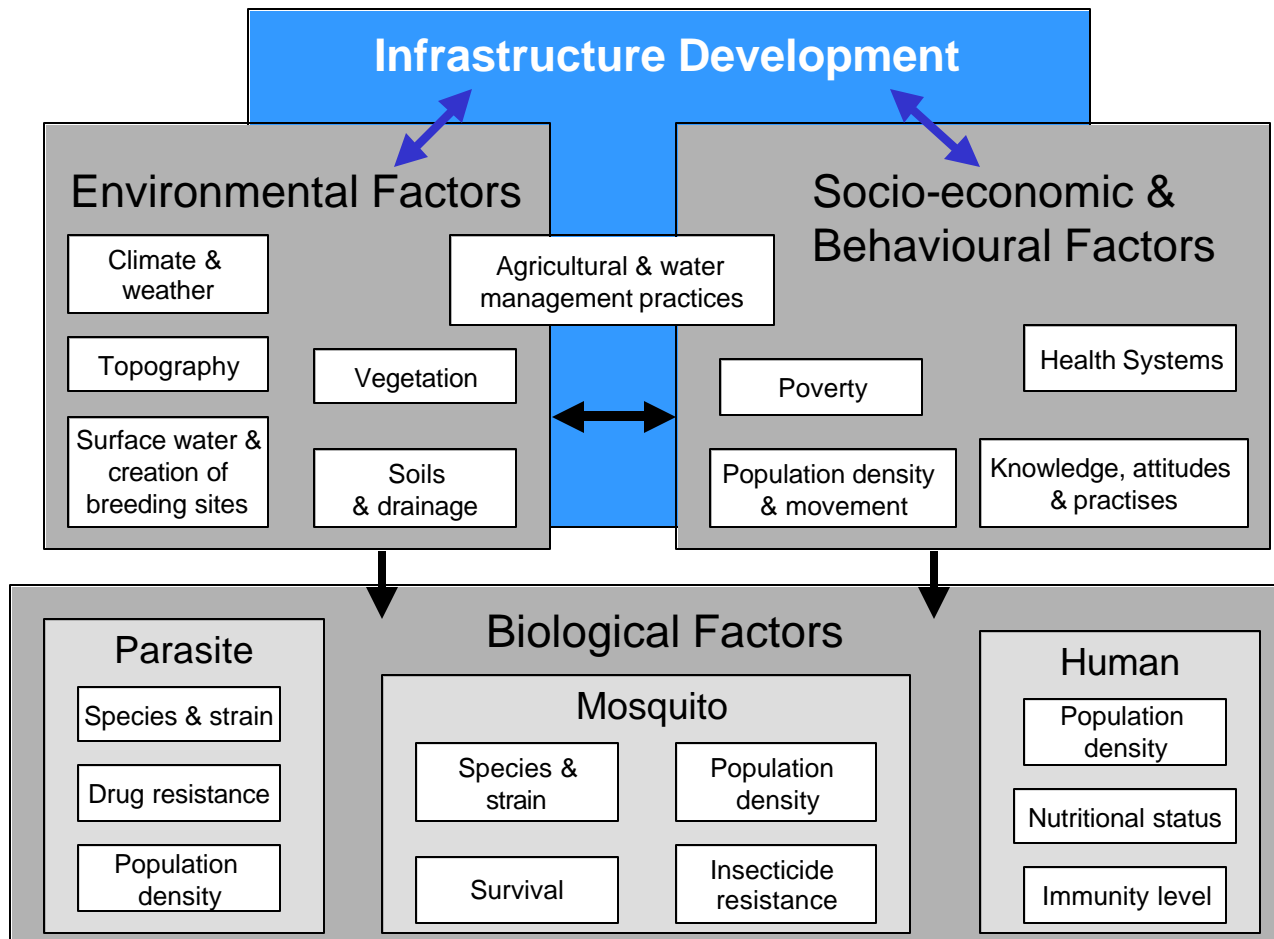 Infrastructure Development
Environmental Factors
Climate &
weather
Topography
Surface water &
creation of
breeding sites
Vegetation
Soils
& drainage
Agricultural & water
management practices
Socio-economic &
Behavioural Factors
Health Systems
Poverty
Population density
& movement
Knowledge, attitudes
& practises
Biological Factors
Parasite
Species & strain
Drug resistance
Population
density
Mosquito
Species &
strain
Population
density
Survival
Insecticide
resistance
Human
Population
density
Nutritional status
Immunity level